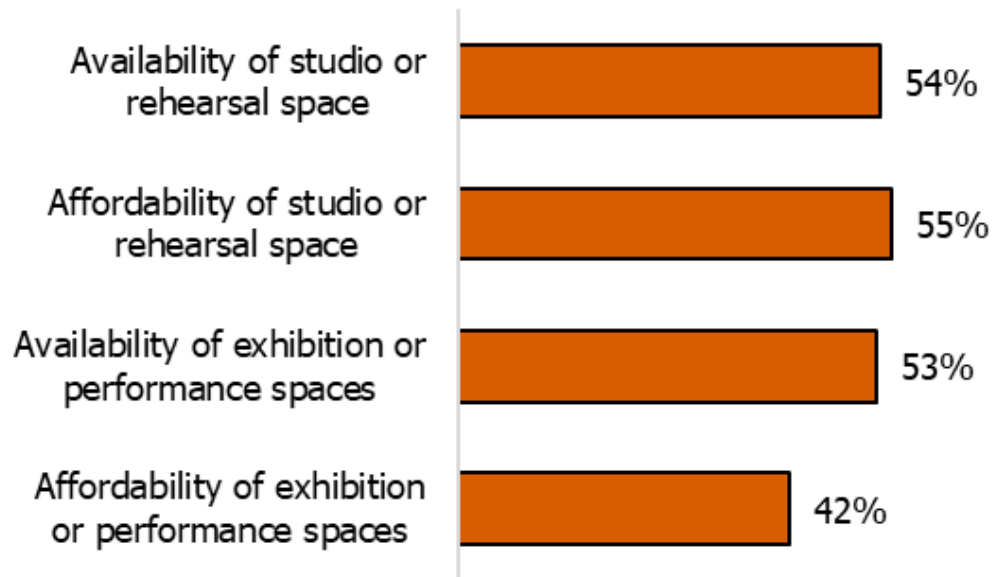 Availability of studio or
rehearsal space
54%
Affordability of studio or
rehearsal space
55%
Availability of exhibition or
performance spaces
53%
Affordability of exhibition
or performance spaces
42%